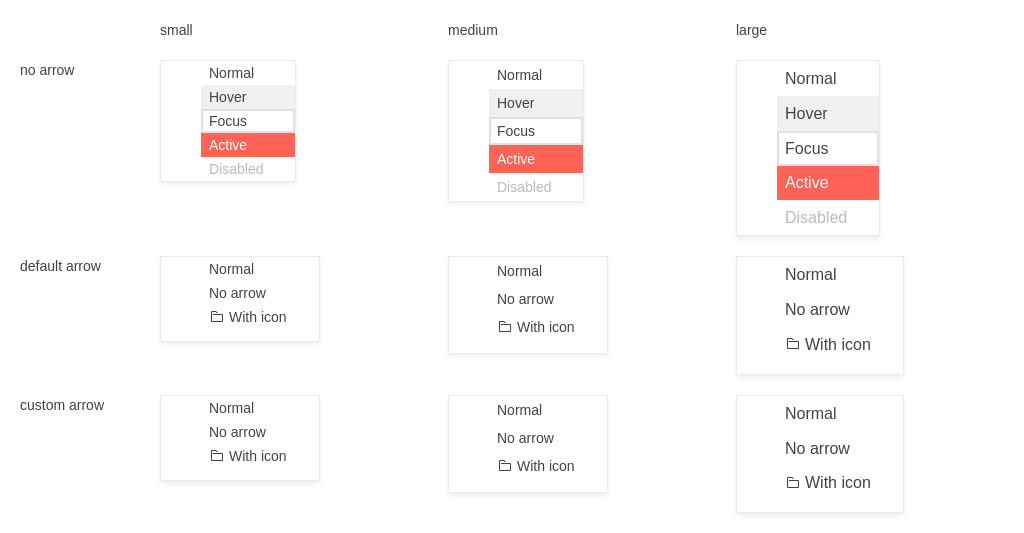 small medium large
no arrow
Normal Normal Normal
Hover Hover Hover
Focus Focus Focus
Active Active Active
Disabled Disabled Disabled
default arrow
Normal Normal Normal
No arrow No arrow No arrow
With icon With icon With icon
custom arrow
Normal Normal Normal
No arrow No arrow No arrow
With icon With icon With icon